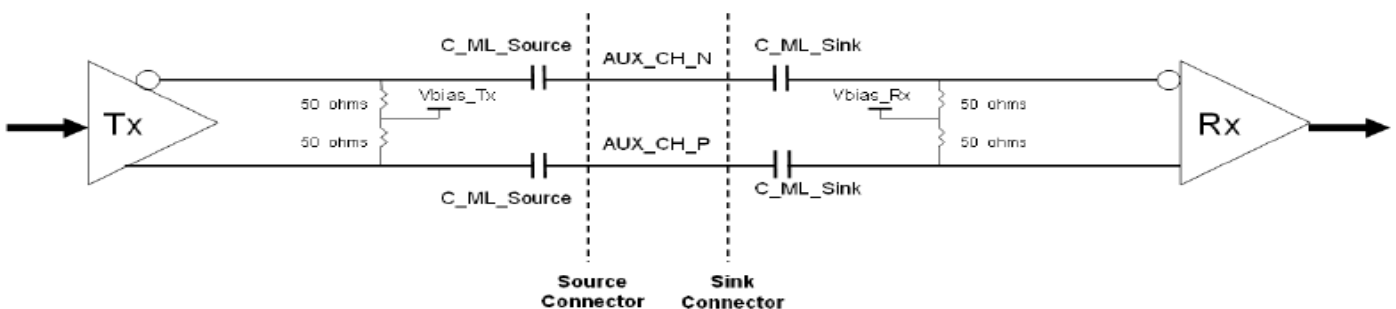 C_ML_Source
AUX_CH_N
C_ML_Sink
50 ohms
Vbias_Tx
Vbias_Rx
50 ohms
Tx
Rx
50 ohms
AUX_CH_P
50 ohms
C_ML_Source
C_ML_Sink
Source
Connector
Sink
Connector